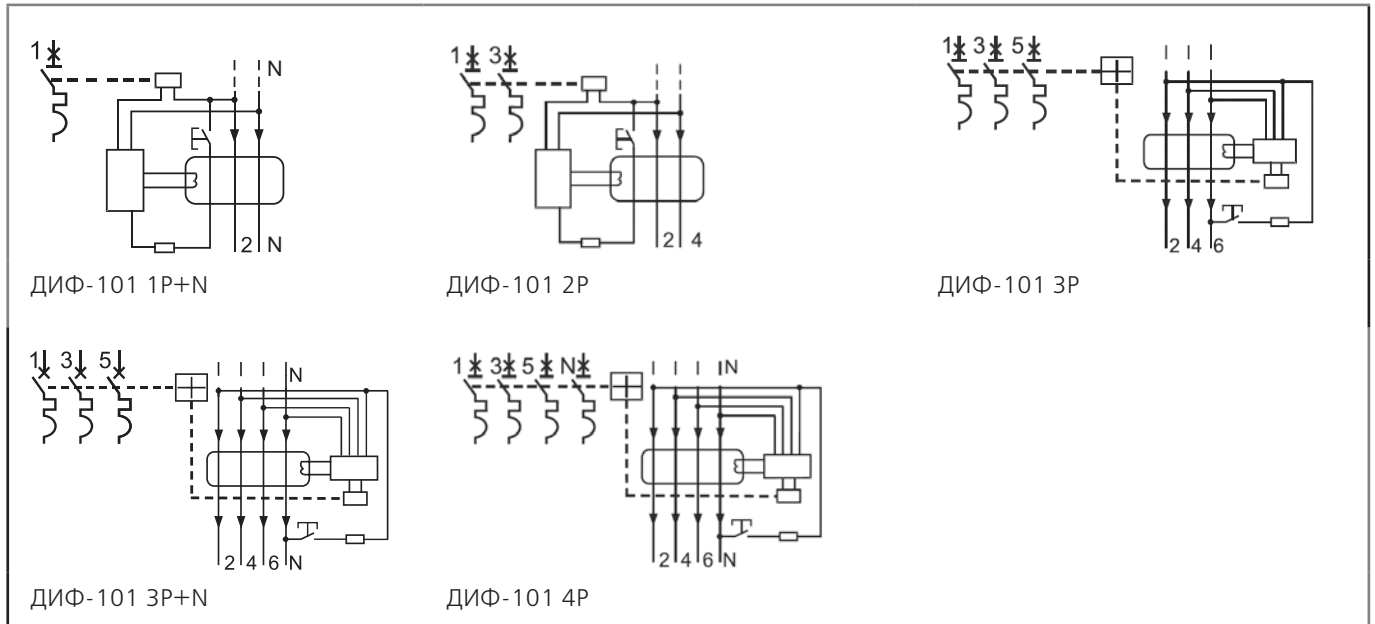 1 N
2 N
ДИФ-101 1P+N
1 3
2 4
ДИФ-101 2P
1 3 5
2 4 6
ДИФ-101 3P
1 3 5 N
2 4 6 N
ДИФ-101 3P+N
1 3 5 N N
2 4 6 N
ДИФ-101 4P